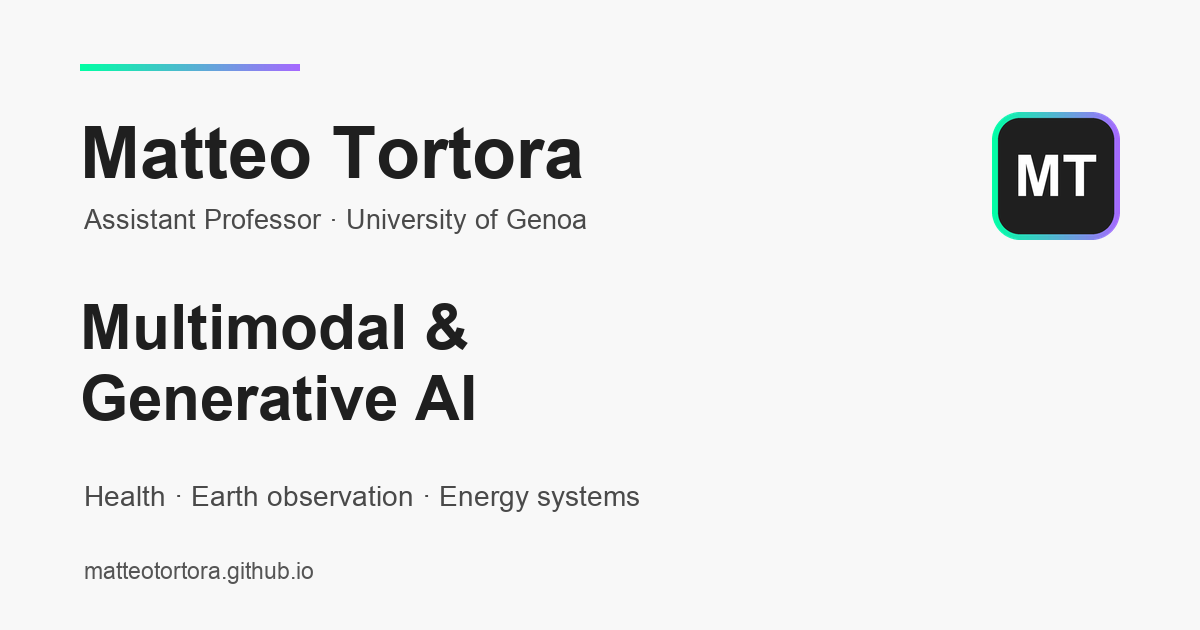 Matteo Tortora
Assistant Professor · University of Genoa
MT
Multimodal &
Generative AI
Health · Earth observation · Energy systems
matteotortora.github.io